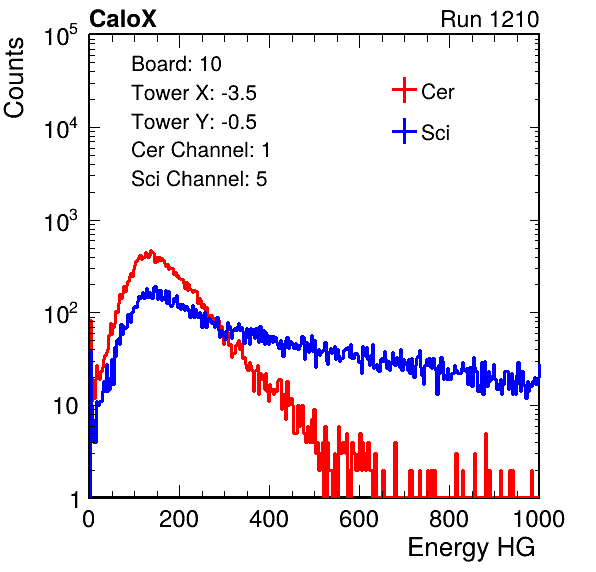 CaloX Run 1210
Counts
10^5
10^4
10^3
10^2
10
1
Board: 10
Tower X: -3.5
Tower Y: -0.5
Cer Channel: 1
Sci Channel: 5
Cer
Sci
0 200 400 600 800 1000
Energy HG